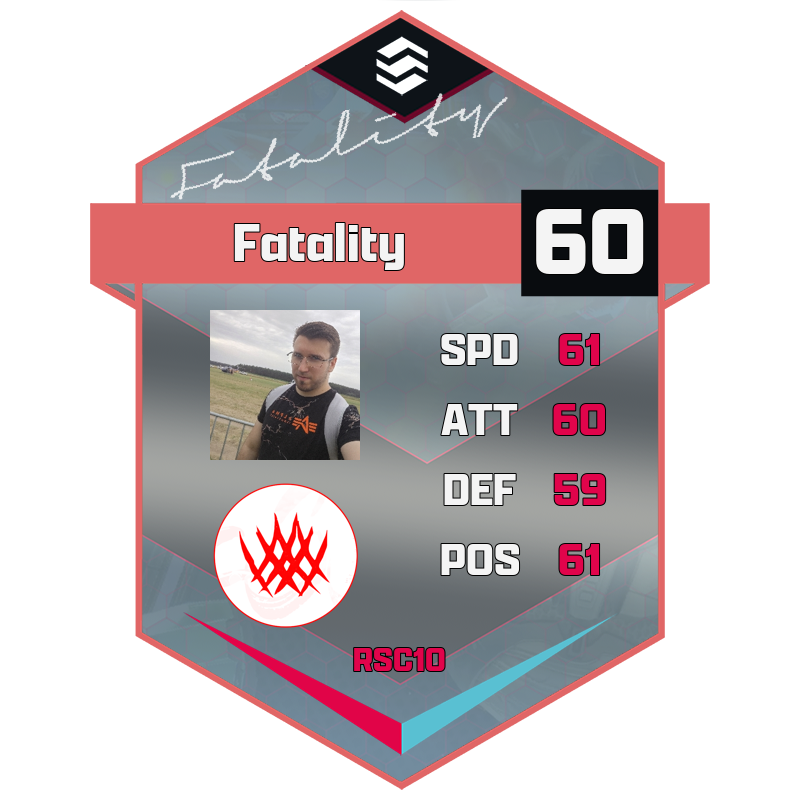 Fatality
Fatality
60
SPD 61
ATT 60
DEF 59
POS 61
RSC10